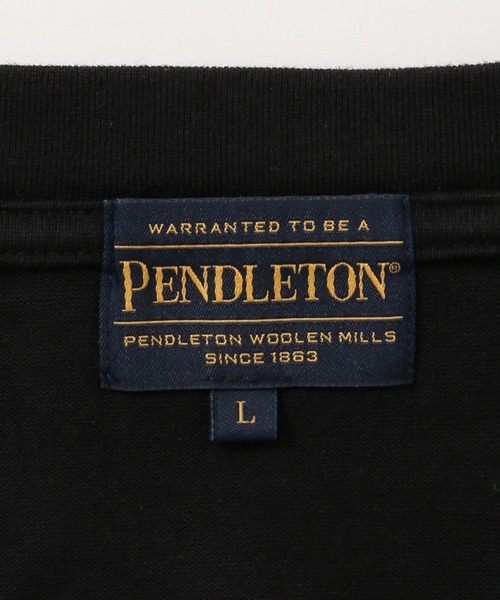 WARRANTED TO BE A
PENDLETON®
PENDLETON WOOLEN MILLS
SINCE 1863
L